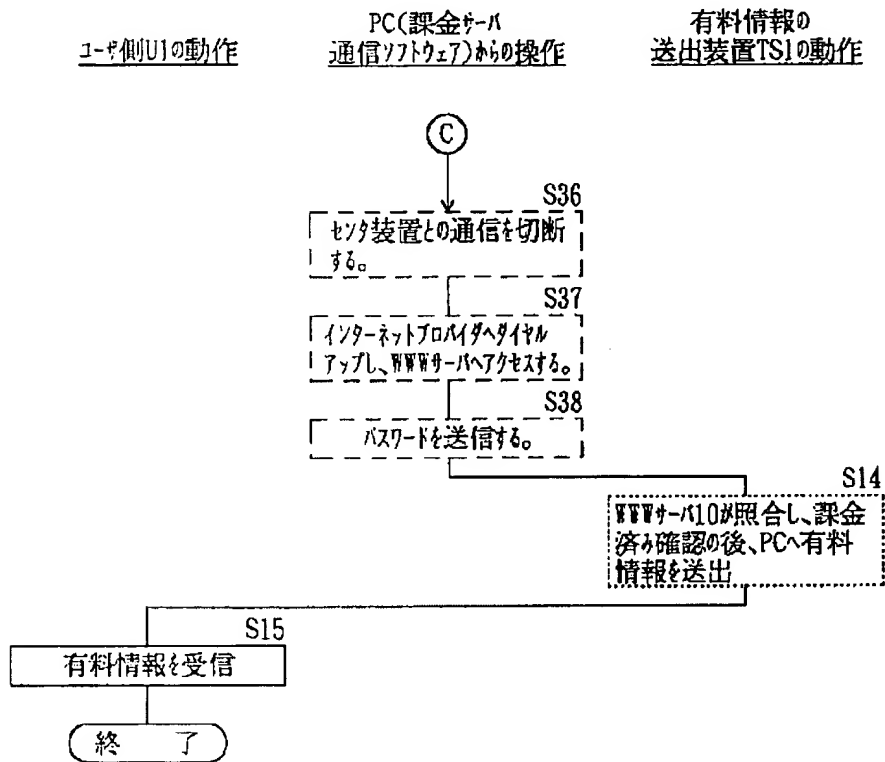 ユーザ側U1の動作
PC(課金サーバ
通信ソフトウェア)からの操作
有料情報の
送出装置TS1の動作
C
S36
センタ装置との通信を切断
する。
S37
インターネットプロバイダへダイヤル
アップし、WWWサーバへアクセスする。
S38
パスワードを送信する。
S14
WWWサーバ10が照合し、課金
済み確認の後、PCへ有料
情報を送出
S15
有料情報を受信
終　了